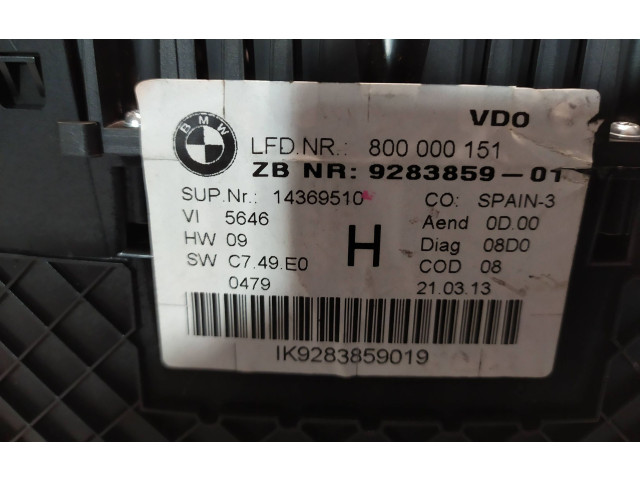 VDO
BMW
LFD.NR.: 800 000 151
ZB NR: 9283859-01
SUP.Nr.: 14369510 CO: SPAIN-3
VI 5646 Aend 0D.00
HW 09 H Diag 08D0
SW C7.49.E0 COD 08
0479 21.03.13
IK9283859019